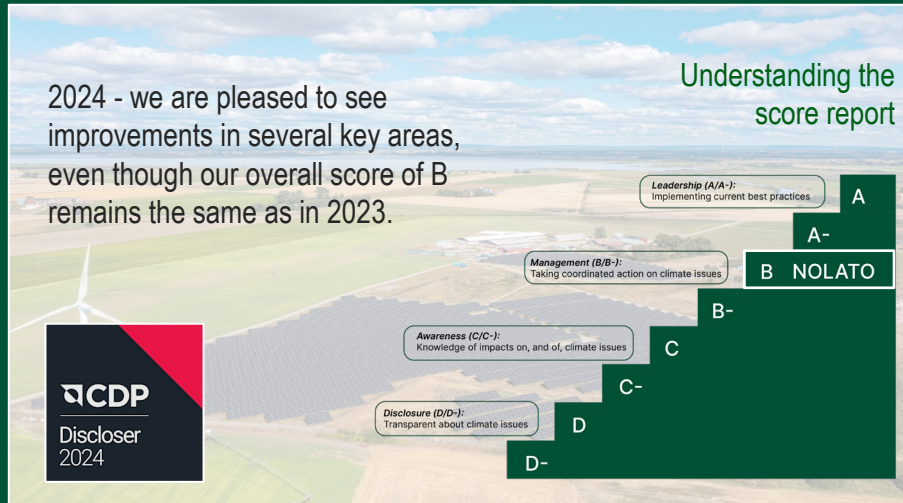 2024 - we are pleased to see
improvements in several key areas,
even though our overall score of B
remains the same as in 2023.
Understanding the
score report
Leadership (A/A-):
Implementing current best practices
A
A-
Management (B/B-):
Taking coordinated action on climate issues
B NOLATO
B-
Awareness (C/C-):
Knowledge of impacts on, and of, climate issues
C
C-
Disclosure (D/D-):
Transparent about climate issues
D
D-
CDP
Discloser
2024